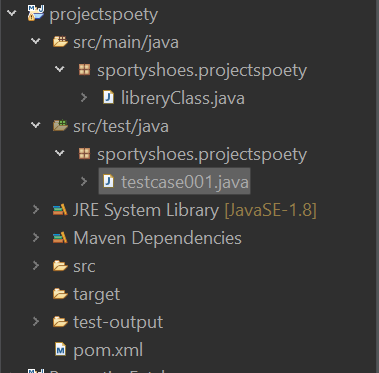 projectspoety
src/main/java
sportyshoes.projectspoety
libreryClass.java
src/test/java
sportyshoes.projectspoety
testcase001.java
JRE System Library [JavaSE-1.8]
Maven Dependencies
src
target
test-output
pom.xml